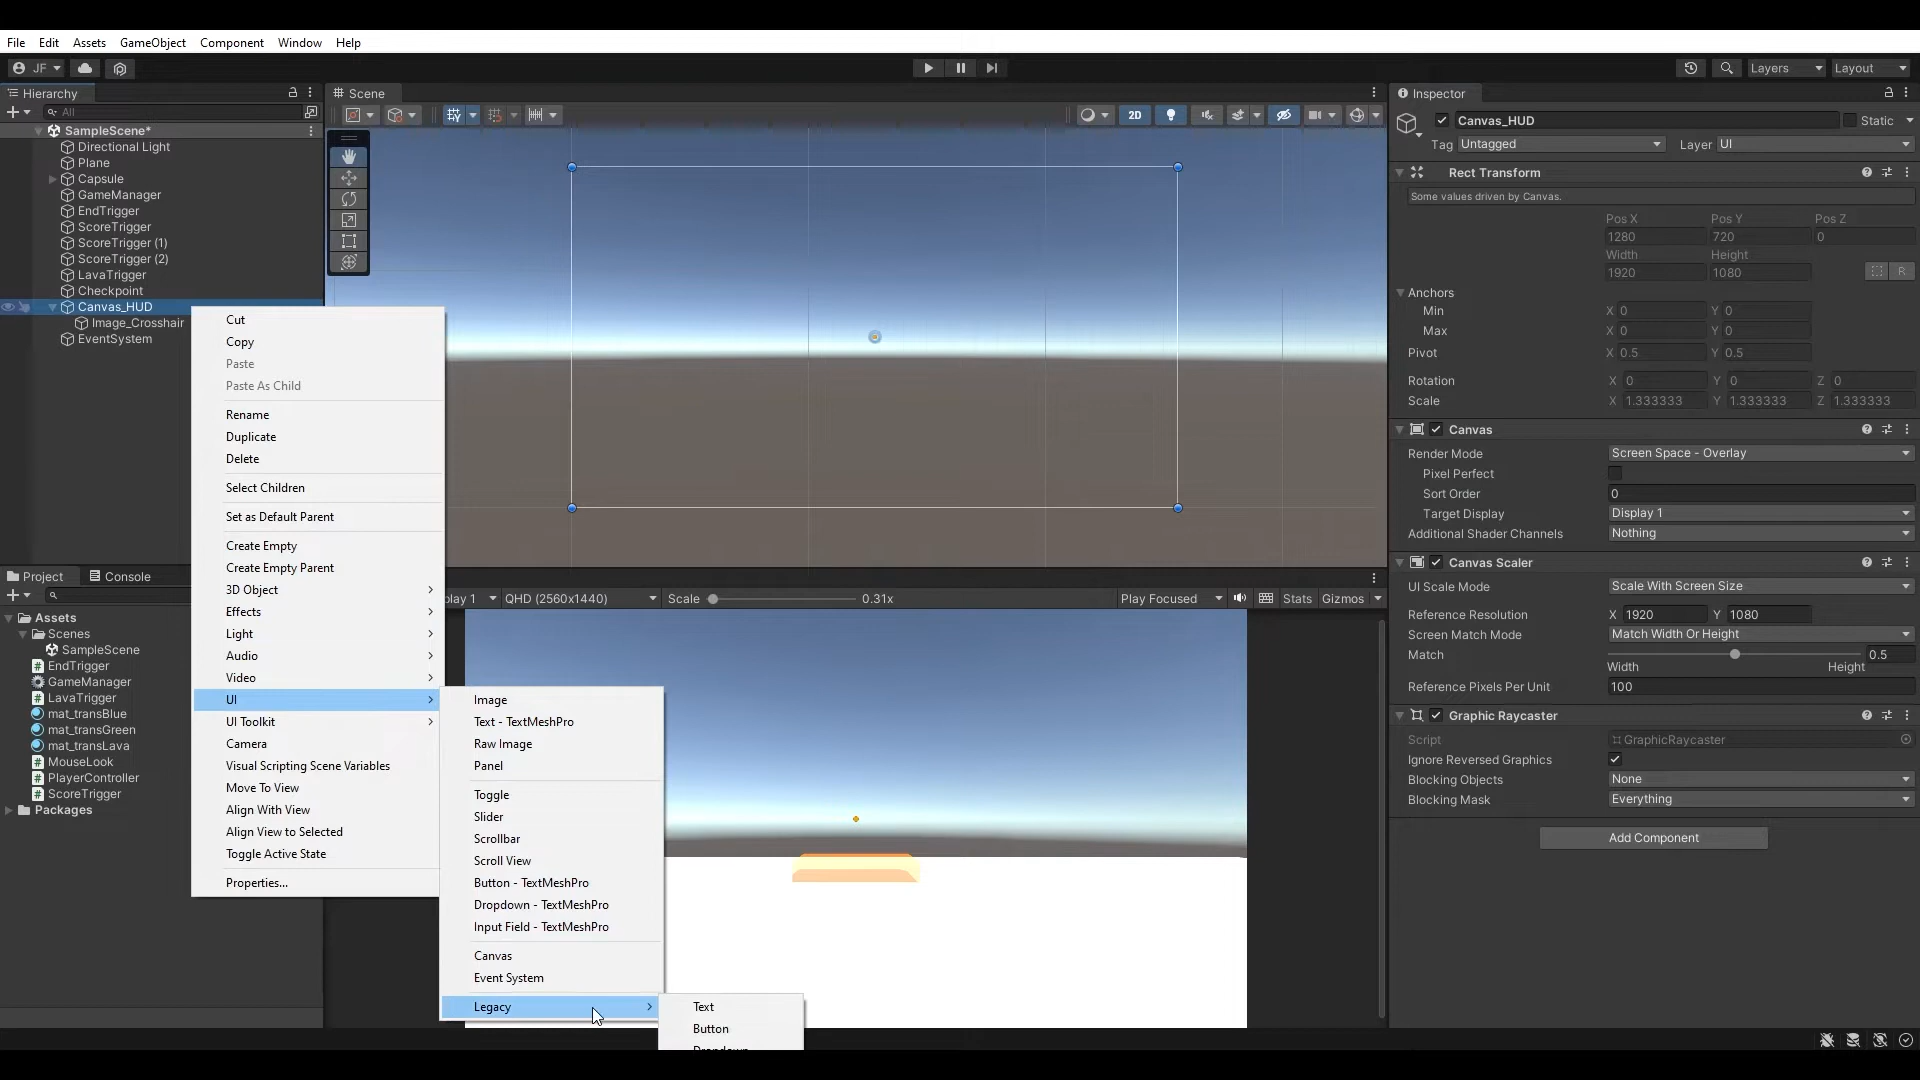 File Edit Assets GameObject Component Window Help
JF
Layers
Layout
Hierarchy
All
SampleScene*
Directional Light
Plane
Capsule
GameManager
EndTrigger
ScoreTrigger
ScoreTrigger (1)
ScoreTrigger (2)
LavaTrigger
Checkpoint
Canvas_HUD
Image_Crosshair
EventSystem
Cut
Copy
Paste
Paste As Child
Rename
Duplicate
Delete
Select Children
Set as Default Parent
Create Empty
Create Empty Parent
3D Object
Effects
Light
Audio
Video
UI
UI Toolkit
Camera
Visual Scripting Scene Variables
Move To View
Align With View
Align View to Selected
Toggle Active State
Properties...
Image
Text - TextMeshPro
Raw Image
Panel
Toggle
Slider
Scrollbar
Scroll View
Button - TextMeshPro
Dropdown - TextMeshPro
Input Field - TextMeshPro
Canvas
Event System
Legacy
Text
Button
Dropdown
Project Console
Assets
Scenes
SampleScene
EndTrigger
GameManager
LavaTrigger
mat_transBlue
mat_transGreen
mat_transLava
MouseLook
PlayerController
ScoreTrigger
Packages
Scene
2D
play 1 QHD (2560x1440) Scale 0.31x Play Focused Stats Gizmos
Inspector
Canvas_HUD Static
Tag Untagged Layer UI
Rect Transform
Some values driven by Canvas.
Pos X Pos Y Pos Z
1280 720 0
Width Height
1920 1080 R
Anchors
Min X 0 Y 0
Max X 0 Y 0
Pivot X 0.5 Y 0.5
Rotation X 0 Y 0 Z 0
Scale X 1.333333 Y 1.333333 Z 1.333333
Canvas
Render Mode Screen Space - Overlay
Pixel Perfect
Sort Order 0
Target Display Display 1
Additional Shader Channels Nothing
Canvas Scaler
UI Scale Mode Scale With Screen Size
Reference Resolution X 1920 Y 1080
Screen Match Mode Match Width Or Height
Match 0.5
Width Height
Reference Pixels Per Unit 100
Graphic Raycaster
Script GraphicRaycaster
Ignore Reversed Graphics
Blocking Objects None
Blocking Mask Everything
Add Component